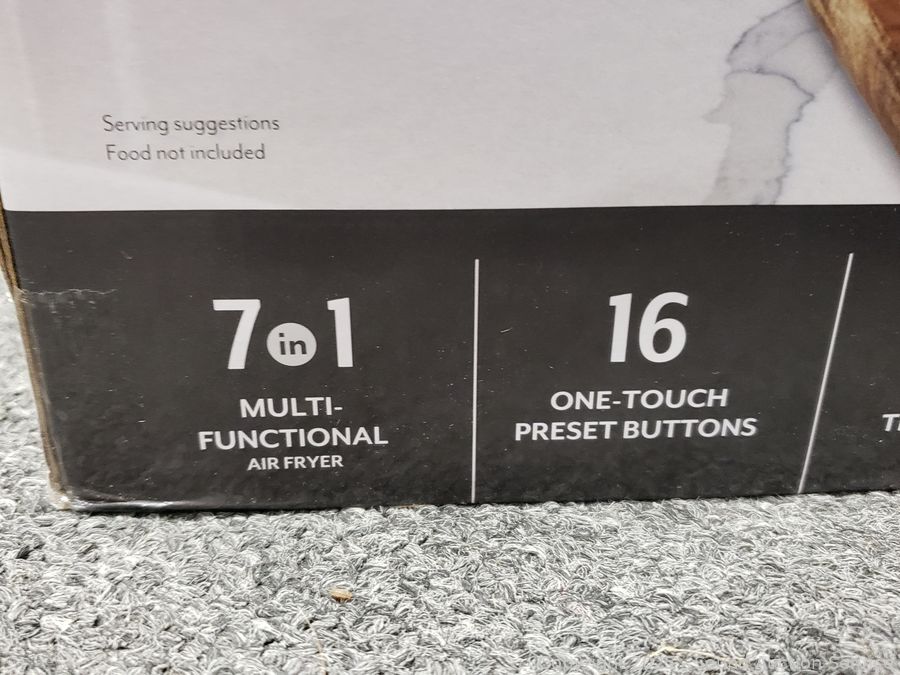 Serving suggestions
Food not included
7 in 1
MULTI-
FUNCTIONAL
AIR FRYER
16
ONE-TOUCH
PRESET BUTTONS